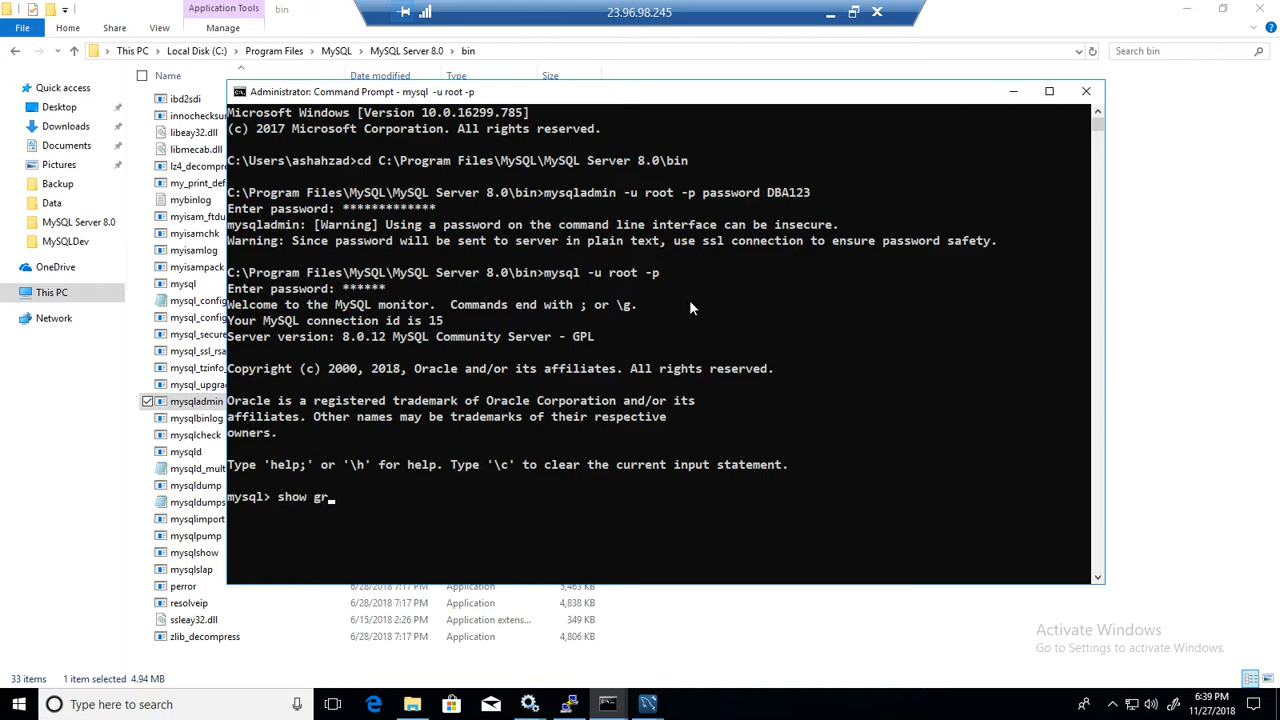 Application Tools
bin
23.96.98.245
File
Home
Share
View
Manage
This PC
Local Disk (C:)
Program Files
MySQL
MySQL Server 8.0
bin
Search bin
Name
Date modified
Type
Size
Quick access
Desktop
Downloads
Documents
Pictures
Backup
Data
MySQL Server 8.0
MySQLDev
OneDrive
This PC
Network
ibd2sdi
innochecksur
libeay32.dll
libmecab.dll
lz4_decompre
my_print_def
mybinlog
myisam_ftdu
myisamchk
myisamlog
myisampack
mysql
mysql_config
mysql_config
mysql_secure
mysql_ssl_rsa
mysql_tzinfo_
mysql_upgra
mysqladmin
mysqlbinlog
mysqlcheck
mysqld
mysqld_mult
mysqldump
mysqldumps
mysqlimport
mysqlpump
mysqlshow
mysqlslap
perror 6/28/2018 7:17 PM Application 5,463 KB
resolveip 6/28/2018 7:17 PM Application 4,838 KB
ssleay32.dll 6/15/2018 2:26 PM Application extens... 349 KB
zlib_decompress 6/28/2018 7:17 PM Application 4,806 KB
Administrator: Command Prompt - mysql -u root -p
Microsoft Windows [Version 10.0.16299.785]
(c) 2017 Microsoft Corporation. All rights reserved.
C:\Users\ashahzad>cd C:\Program Files\MySQL\MySQL Server 8.0\bin
C:\Program Files\MySQL\MySQL Server 8.0\bin>mysqladmin -u root -p password DBA123
Enter password: *************
mysqladmin: [Warning] Using a password on the command line interface can be insecure.
Warning: Since password will be sent to server in plain text, use ssl connection to ensure password safety.
C:\Program Files\MySQL\MySQL Server 8.0\bin>mysql -u root -p
Enter password: ******
Welcome to the MySQL monitor.  Commands end with ; or \g.
Your MySQL connection id is 15
Server version: 8.0.12 MySQL Community Server - GPL
Copyright (c) 2000, 2018, Oracle and/or its affiliates. All rights reserved.
Oracle is a registered trademark of Oracle Corporation and/or its
affiliates. Other names may be trademarks of their respective
owners.
Type 'help;' or '\h' for help. Type '\c' to clear the current input statement.
mysql> show gr_
Activate Windows
Go to Settings to activate Windows.
33 items
1 item selected 4.94 MB
Type here to search
6:39 PM
11/27/2018